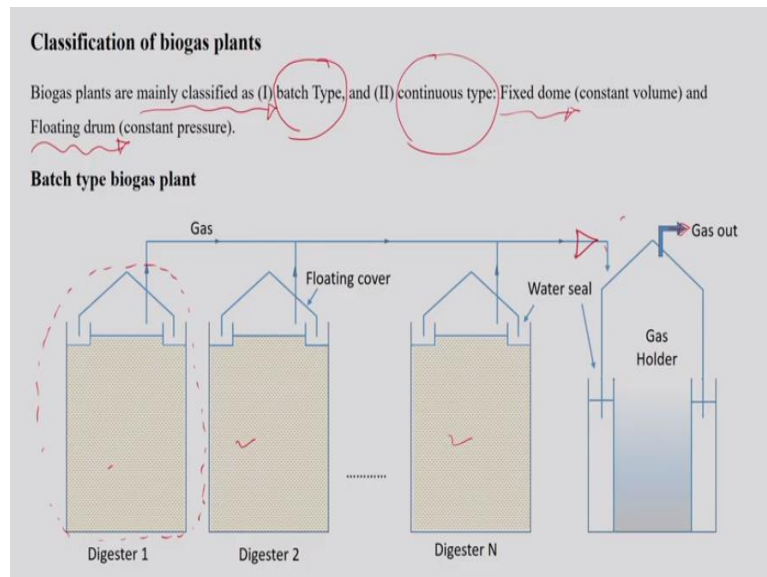 Classification of biogas plants
Biogas plants are mainly classified as (I) batch Type, and (II) continuous type: Fixed dome (constant volume) and
Floating drum (constant pressure).
Batch type biogas plant
Gas
Gas out
Floating cover
Water seal
Gas
Holder
............
Digester 1
Digester 2
Digester N